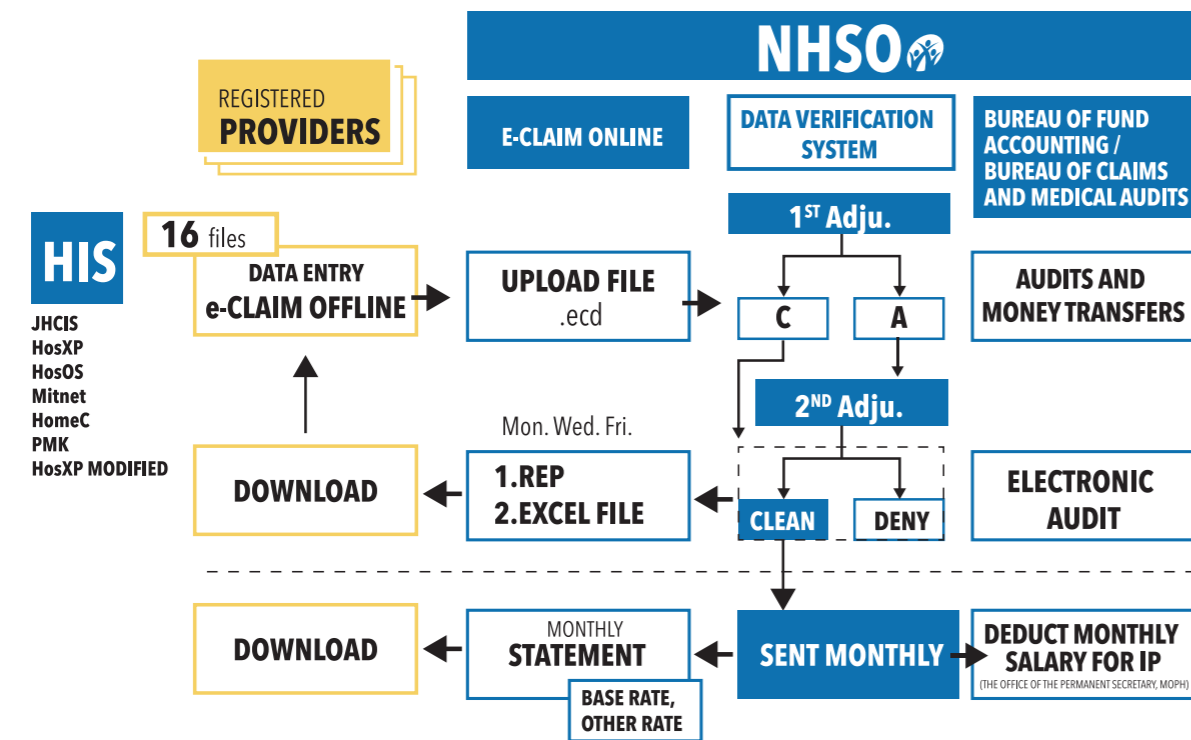 NHSO
REGISTERED
PROVIDERS
E-CLAIM ONLINE
DATA VERIFICATION
SYSTEM
BUREAU OF FUND
ACCOUNTING /
BUREAU OF CLAIMS
AND MEDICAL AUDITS
HIS
JHCIS
HosXP
HosOS
Mitnet
HomeC
PMK
HosXP MODIFIED
16 files
DATA ENTRY
e-CLAIM OFFLINE
UPLOAD FILE
.ecd
1ST Adju.
C
A
AUDITS AND
MONEY TRANSFERS
2ND Adju.
Mon. Wed. Fri.
DOWNLOAD
1.REP
2.EXCEL FILE
CLEAN
DENY
ELECTRONIC
AUDIT
DOWNLOAD
MONTHLY
STATEMENT
BASE RATE,
OTHER RATE
SENT MONTHLY
DEDUCT MONTHLY
SALARY FOR IP
(THE OFFICE OF THE PERMANENT SECRETARY, MOPH)